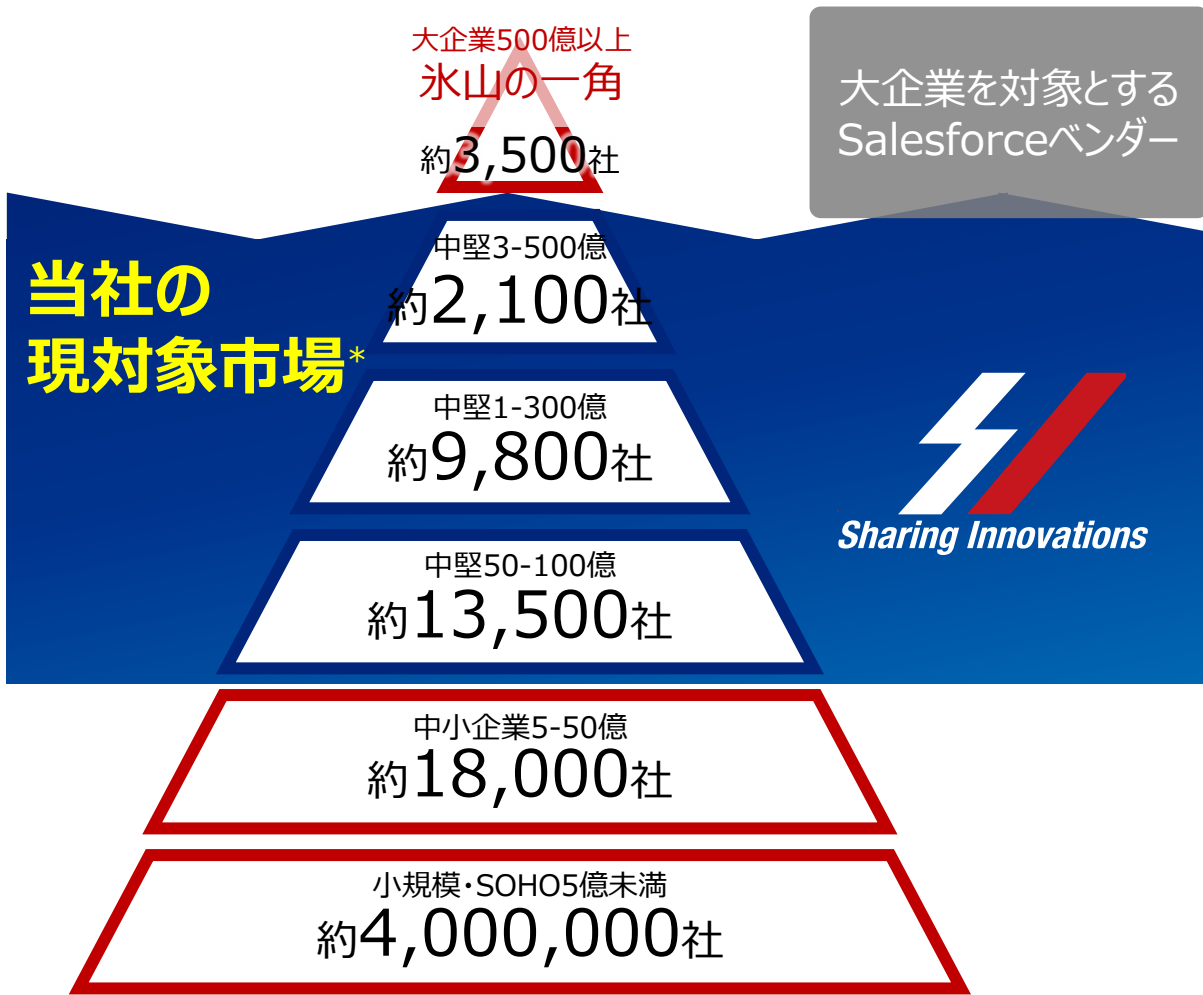 大企業500億以上
氷山の一角
約3,500社
大企業を対象とする
Salesforceベンダー
当社の
現対象市場*
中堅3-500億
約2,100社
中堅1-300億
約9,800社
中堅50-100億
約13,500社
Sharing Innovations
中小企業5-50億
約18,000社
小規模・SOHO5億未満
約4,000,000社